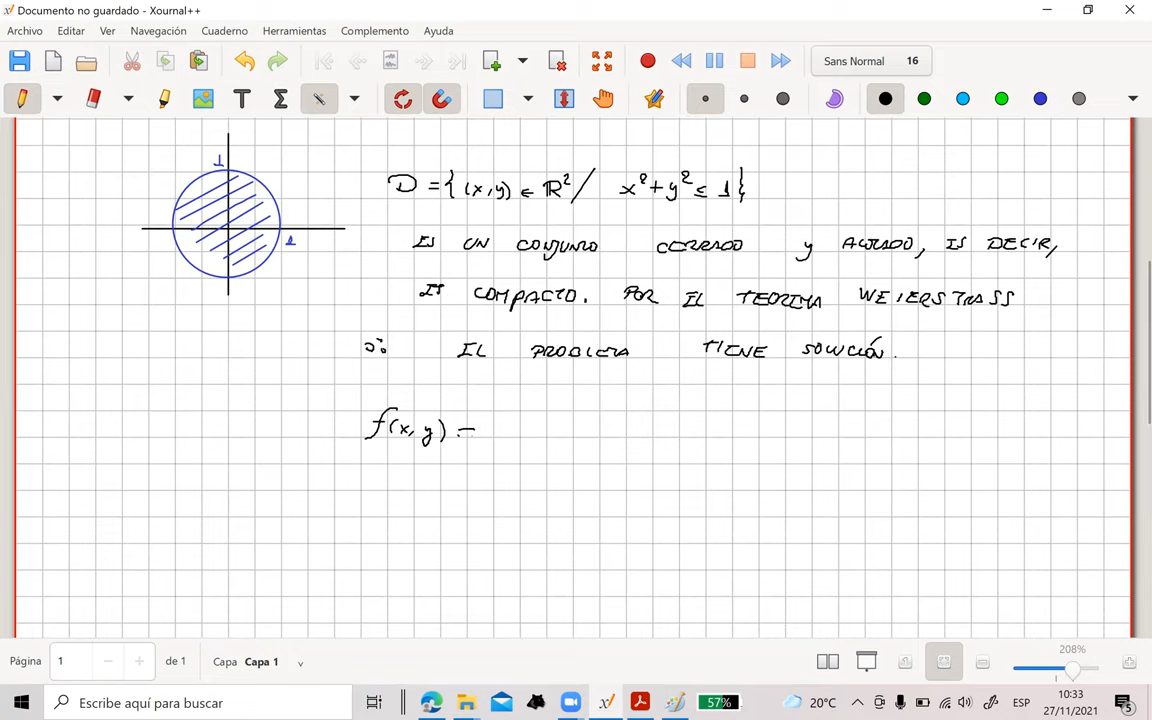 Documento no guardado - Xournal++
Archivo Editar Ver Navegación Cuaderno Herramientas Complemento Ayuda
Sans Normal 16
1
1
D = { (x,y) ∈ ℝ² / x² + y² ≤ 1 }
ES UN CONJUNTO CERRADO y ACOTADO, ES DECIR,
ES COMPACTO. POR EL TEOREMA WEIERSTRASS
∴ EL PROBLEMA TIENE SOLUCIÓN.
f(x, y) =
Página 1 de 1 Capa Capa 1 208%
Escribe aquí para buscar 57% 20°C ESP 10:33 27/11/2021 5